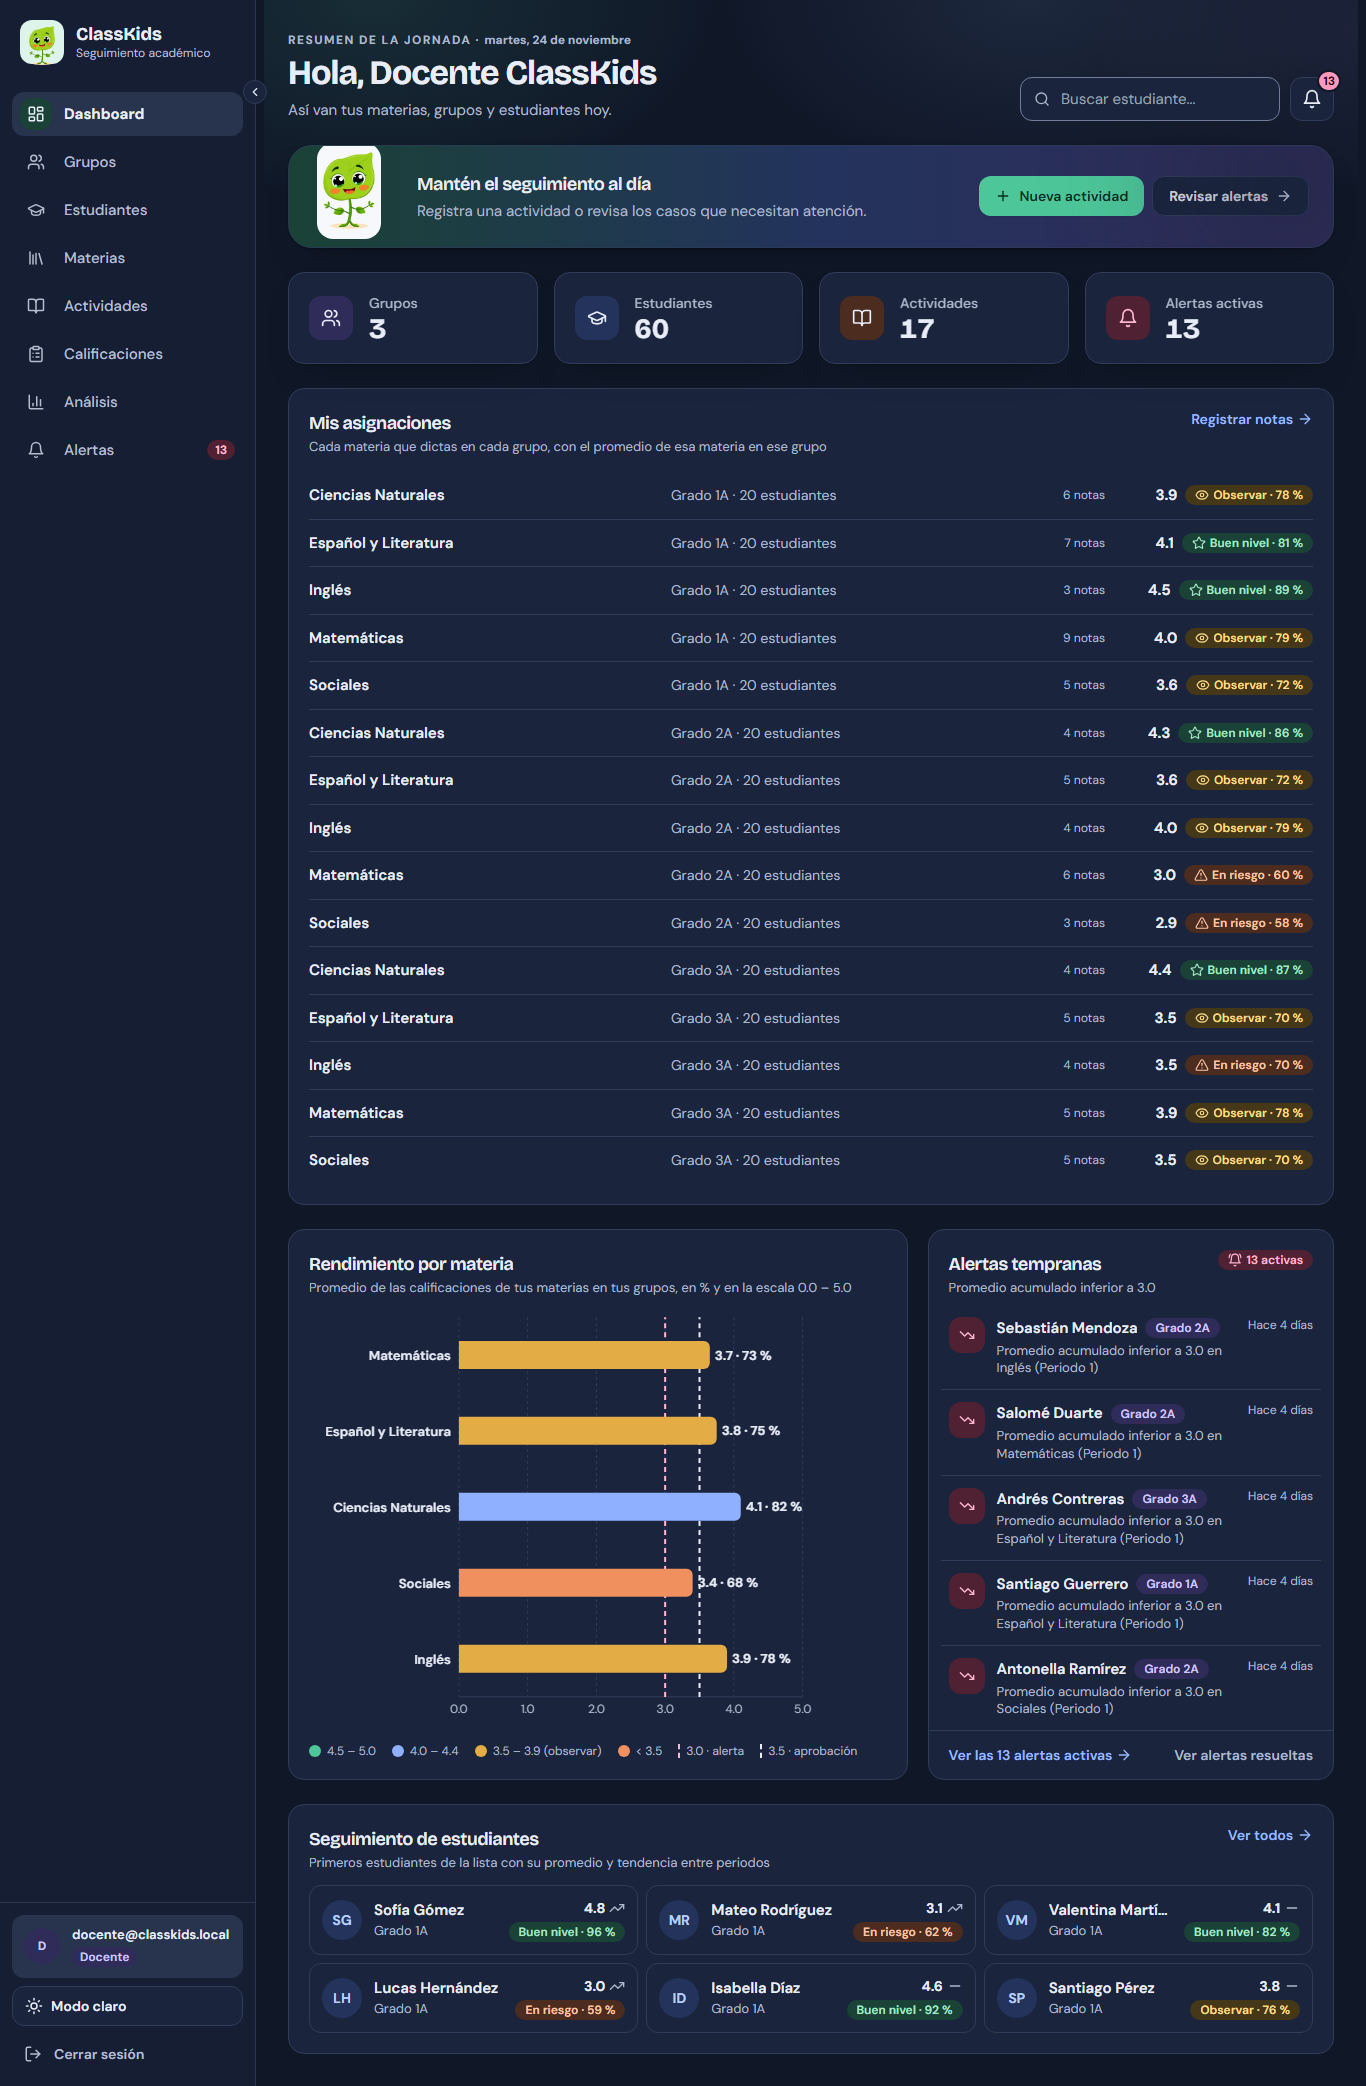 ClassKids
Seguimiento académico
Dashboard
Grupos
Estudiantes
Materias
Actividades
Calificaciones
Análisis
Alertas 13
D docente@classkids.local
Docente
Modo claro
Cerrar sesión
RESUMEN DE LA JORNADA · martes, 24 de noviembre
Hola, Docente ClassKids
Así van tus materias, grupos y estudiantes hoy.
Buscar estudiante...
13
Mantén el seguimiento al día
Registra una actividad o revisa los casos que necesitan atención.
Nueva actividad
Revisar alertas
Grupos
3
Estudiantes
60
Actividades
17
Alertas activas
13
Mis asignaciones
Registrar notas
Cada materia que dictas en cada grupo, con el promedio de esa materia en ese grupo
Ciencias Naturales Grado 1A · 20 estudiantes 6 notas 3.9 Observar · 78 %
Español y Literatura Grado 1A · 20 estudiantes 7 notas 4.1 Buen nivel · 81 %
Inglés Grado 1A · 20 estudiantes 3 notas 4.5 Buen nivel · 89 %
Matemáticas Grado 1A · 20 estudiantes 9 notas 4.0 Observar · 79 %
Sociales Grado 1A · 20 estudiantes 5 notas 3.6 Observar · 72 %
Ciencias Naturales Grado 2A · 20 estudiantes 4 notas 4.3 Buen nivel · 86 %
Español y Literatura Grado 2A · 20 estudiantes 5 notas 3.6 Observar · 72 %
Inglés Grado 2A · 20 estudiantes 4 notas 4.0 Observar · 79 %
Matemáticas Grado 2A · 20 estudiantes 6 notas 3.0 En riesgo · 60 %
Sociales Grado 2A · 20 estudiantes 3 notas 2.9 En riesgo · 58 %
Ciencias Naturales Grado 3A · 20 estudiantes 4 notas 4.4 Buen nivel · 87 %
Español y Literatura Grado 3A · 20 estudiantes 5 notas 3.5 Observar · 70 %
Inglés Grado 3A · 20 estudiantes 4 notas 3.5 En riesgo · 70 %
Matemáticas Grado 3A · 20 estudiantes 5 notas 3.9 Observar · 78 %
Sociales Grado 3A · 20 estudiantes 5 notas 3.5 Observar · 70 %
Rendimiento por materia
Promedio de las calificaciones de tus materias en tus grupos, en % y en la escala 0.0 – 5.0
Matemáticas 3.7 · 73 %
Español y Literatura 3.8 · 75 %
Ciencias Naturales 4.1 · 82 %
Sociales 3.4 · 68 %
Inglés 3.9 · 78 %
0.0 1.0 2.0 3.0 4.0 5.0
4.5 – 5.0 4.0 – 4.4 3.5 – 3.9 (observar) < 3.5 3.0 · alerta 3.5 · aprobación
Alertas tempranas 13 activas
Promedio acumulado inferior a 3.0
Sebastián Mendoza Grado 2A Hace 4 días
Promedio acumulado inferior a 3.0 en
Inglés (Periodo 1)
Salomé Duarte Grado 2A Hace 4 días
Promedio acumulado inferior a 3.0 en
Matemáticas (Periodo 1)
Andrés Contreras Grado 3A Hace 4 días
Promedio acumulado inferior a 3.0 en
Español y Literatura (Periodo 1)
Santiago Guerrero Grado 1A Hace 4 días
Promedio acumulado inferior a 3.0 en
Español y Literatura (Periodo 1)
Antonella Ramírez Grado 2A Hace 4 días
Promedio acumulado inferior a 3.0 en
Sociales (Periodo 1)
Ver las 13 alertas activas
Ver alertas resueltas
Seguimiento de estudiantes
Ver todos
Primeros estudiantes de la lista con su promedio y tendencia entre periodos
SG Sofía Gómez 4.8
Grado 1A Buen nivel · 96 %
MR Mateo Rodríguez 3.1
Grado 1A En riesgo · 62 %
VM Valentina Martí... 4.1
Grado 1A Buen nivel · 82 %
LH Lucas Hernández 3.0
Grado 1A En riesgo · 59 %
ID Isabella Díaz 4.6
Grado 1A Buen nivel · 92 %
SP Santiago Pérez 3.8
Grado 1A Observar · 76 %